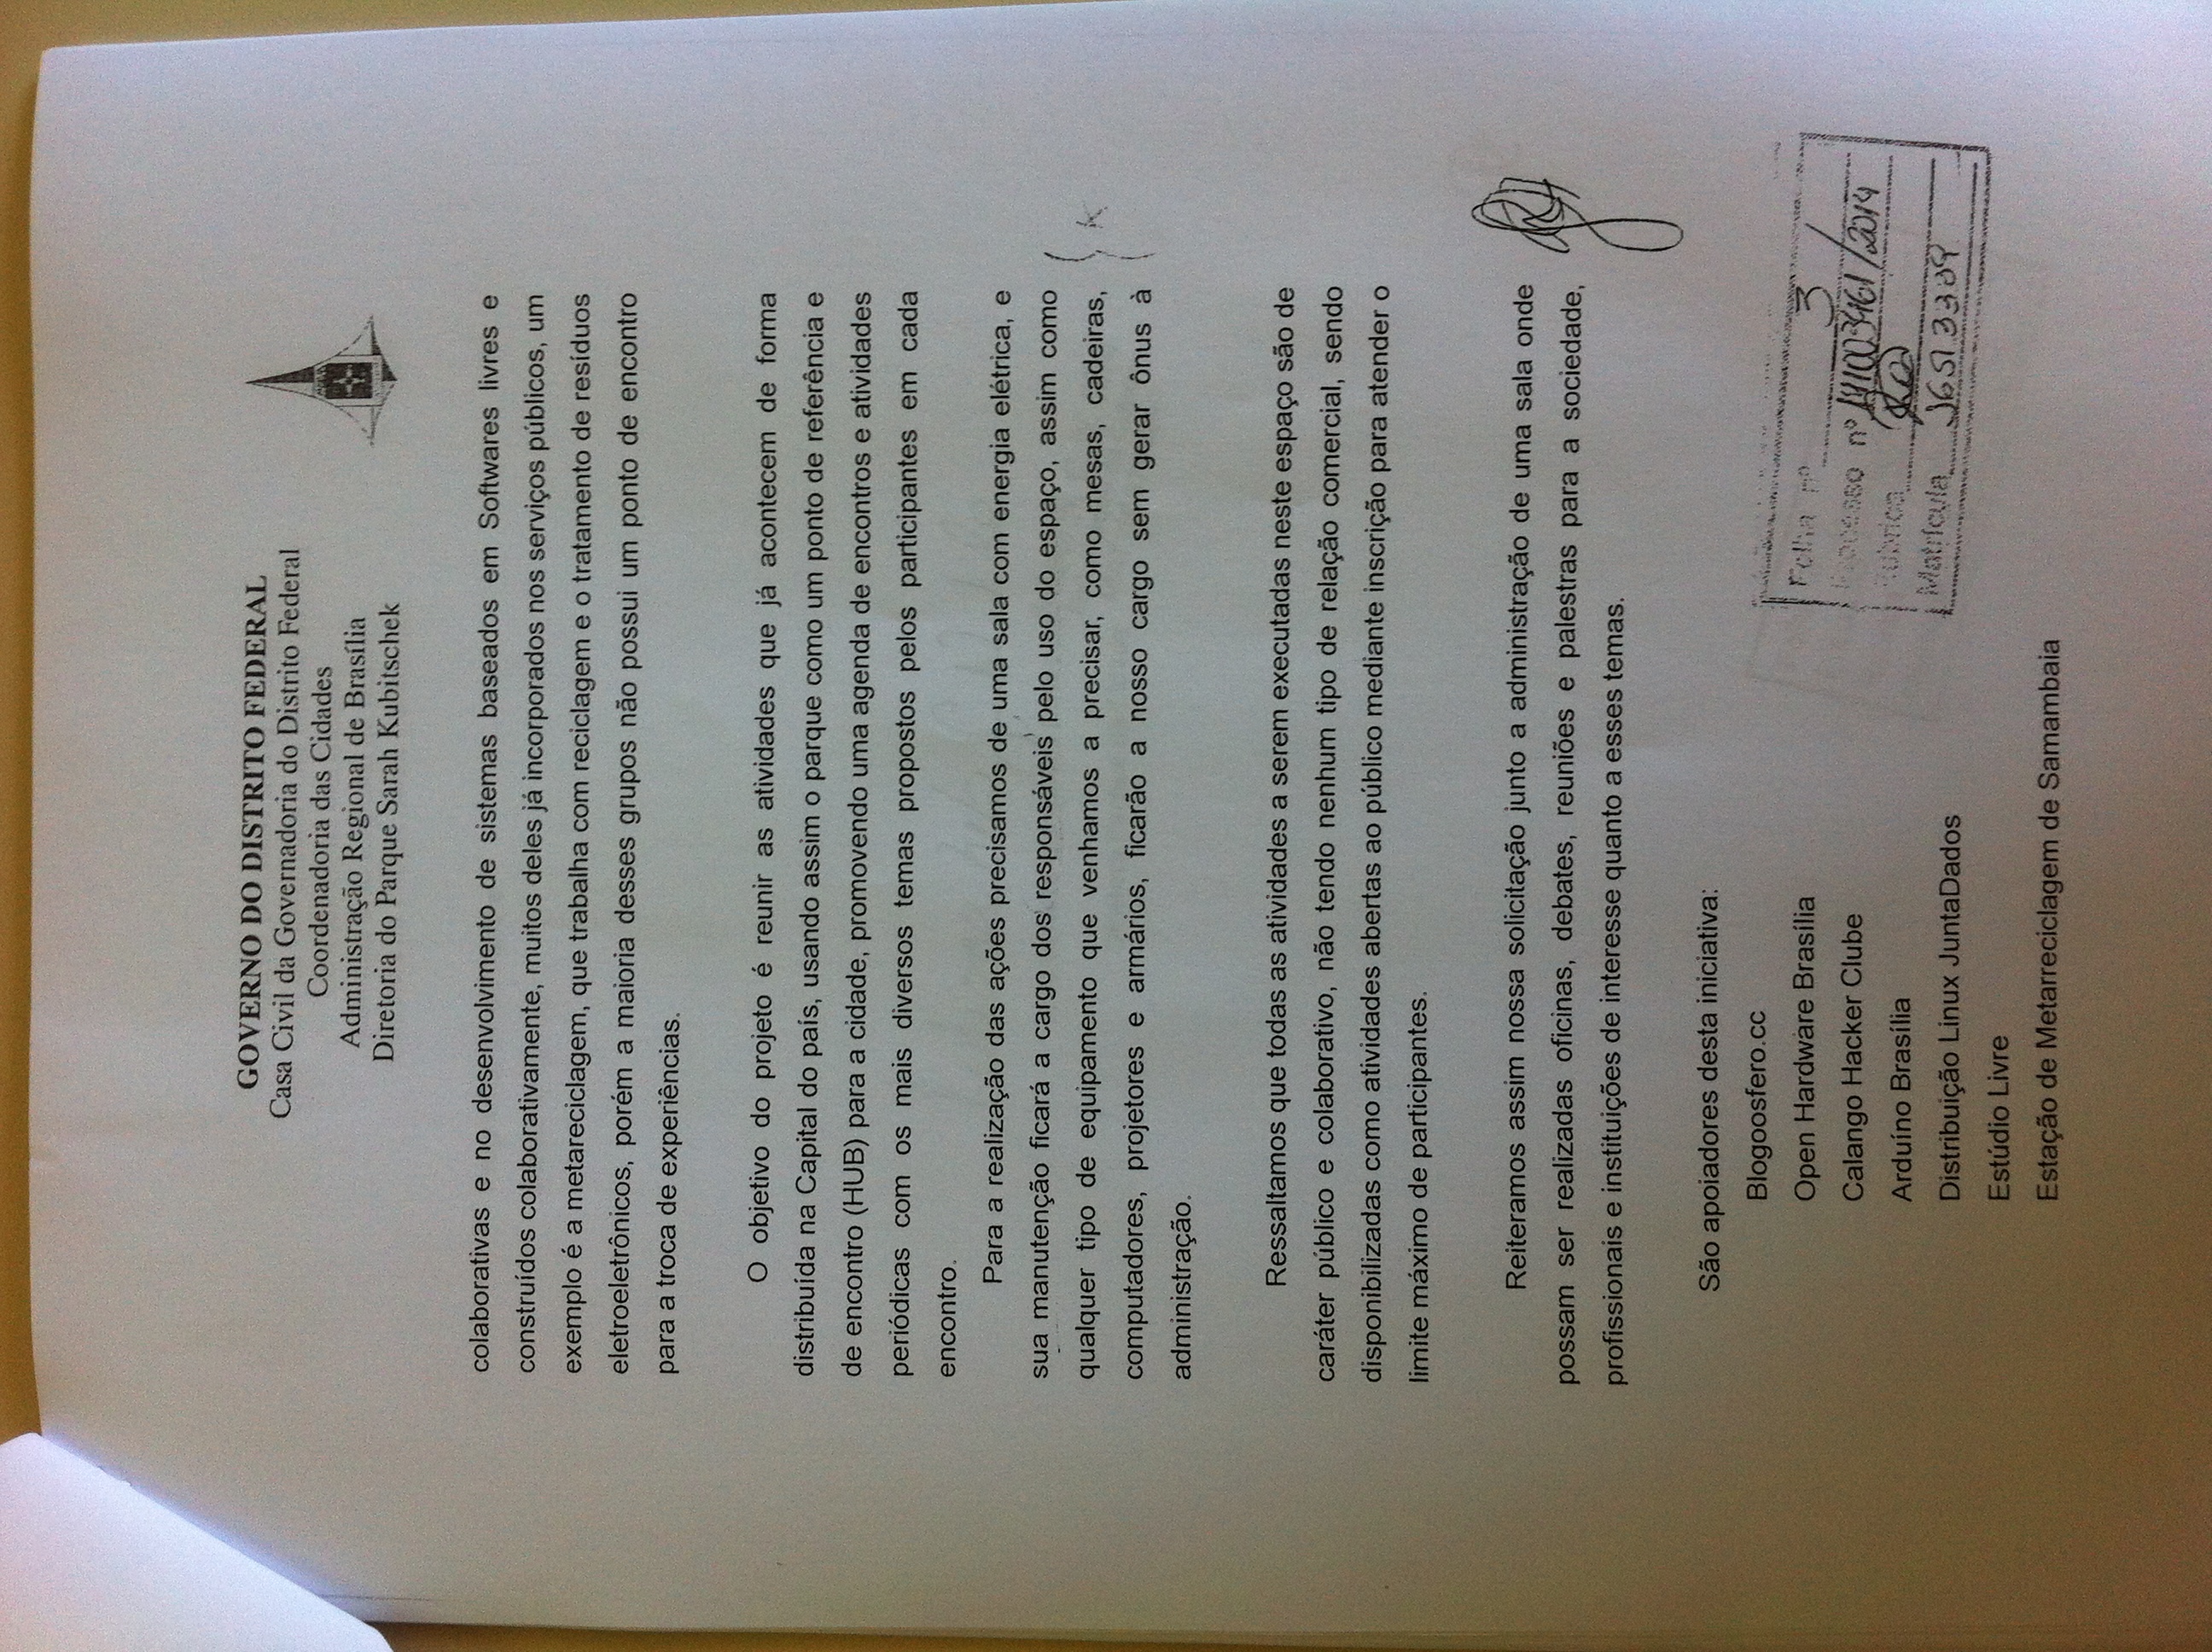 GOVERNO DO DISTRITO FEDERAL
Casa Civil da Governadoria do Distrito Federal
Coordenadoria das Cidades
Administração Regional de Brasília
Diretoria do Parque Sarah Kubitschek
colaborativas e no desenvolvimento de sistemas baseados em Softwares livres e
construídos colaborativamente, muitos deles já incorporados nos serviços públicos, um
exemplo é a metareciclagem, que trabalha com reciclagem e o tratamento de resíduos
eletroeletrônicos, porém a maioria desses grupos não possui um ponto de encontro
para a troca de experiências.
O objetivo do projeto é reunir as atividades que já acontecem de forma
distribuída na Capital do país, usando assim o parque como um ponto de referência e
de encontro (HUB) para a cidade, promovendo uma agenda de encontros e atividades
periódicas com os mais diversos temas propostos pelos participantes em cada
encontro.
Para a realização das ações precisamos de uma sala com energia elétrica, e
sua manutenção ficará a cargo dos responsáveis pelo uso do espaço, assim como
qualquer tipo de equipamento que venhamos a precisar, como mesas, cadeiras,
computadores, projetores e armários, ficarão a nosso cargo sem gerar ônus à
administração.
Ressaltamos que todas as atividades a serem executadas neste espaço são de
caráter público e colaborativo, não tendo nenhum tipo de relação comercial, sendo
disponibilizadas como atividades abertas ao público mediante inscrição para atender o
limite máximo de participantes.
Reiteramos assim nossa solicitação junto a administração de uma sala onde
possam ser realizadas oficinas, debates, reuniões e palestras para a sociedade,
profissionais e instituições de interesse quanto a esses temas.
São apoiadores desta iniciativa:
Blogoosfero.cc
Open Hardware Brasília
Calango Hacker Clube
Arduíno Brasília
Distribuição Linux JuntaDados
Estúdio Livre
Estação de Metarreciclagem de Samambaia
Folha nº 3
Processo nº /2014
Rubrica
Matrícula